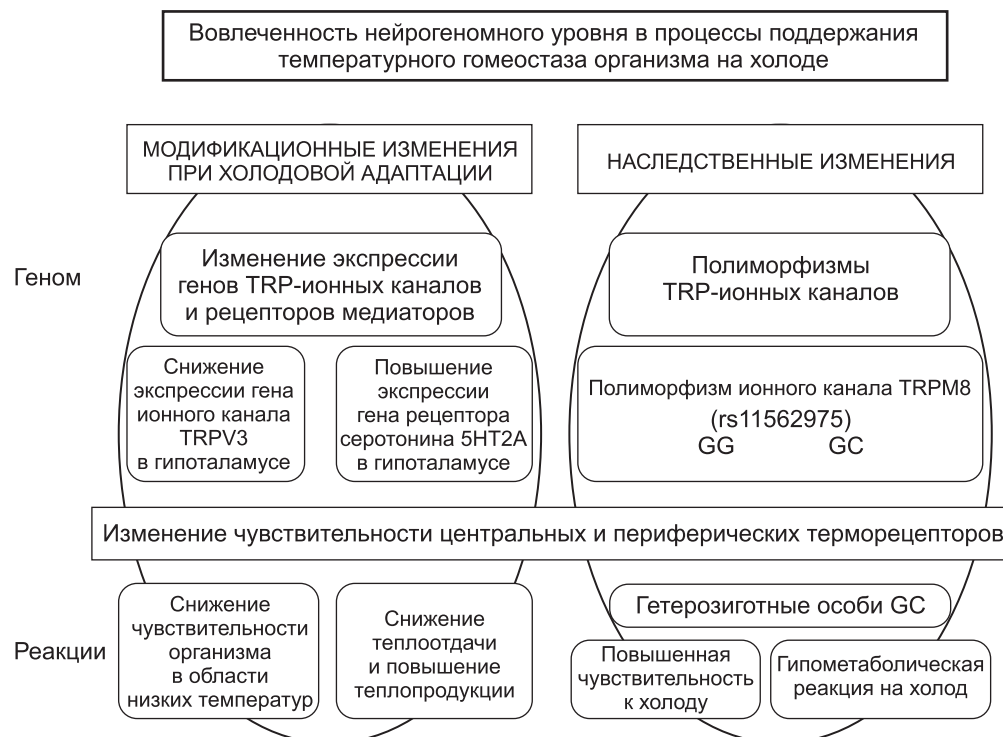 Вовлеченность нейрогеномного уровня в процессы поддержания
температурного гомеостаза организма на холоде
МОДИФИКАЦИОННЫЕ ИЗМЕНЕНИЯ
ПРИ ХОЛОДОВОЙ АДАПТАЦИИ
НАСЛЕДСТВЕННЫЕ ИЗМЕНЕНИЯ
Геном
Изменение экспрессии
генов TRP-ионных каналов
и рецепторов медиаторов
Полиморфизмы
TRP-ионных каналов
Снижение
экспрессии гена
ионного канала
TRPV3
в гипоталамусе
Повышение
экспрессии
гена рецептора
серотонина 5HT2A
в гипоталамусе
Полиморфизм ионного канала TRPM8
(rs11562975)
GG GC
Изменение чувствительности центральных и периферических терморецепторов
Реакции
Снижение
чувствительности
организма
в области
низких температур
Снижение
теплоотдачи
и повышение
теплопродукции
Гетерозиготные особи GC
Повышенная
чувствительность
к холоду
Гипометаболическая
реакция на холод